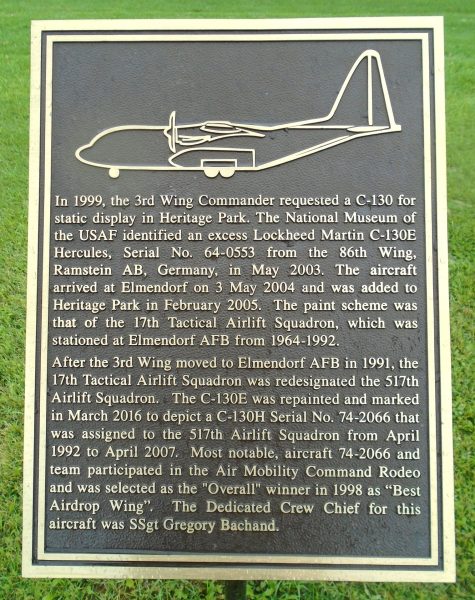 In 1999, the 3rd Wing Commander requested a C-130 for
static display in Heritage Park. The National Museum of
the USAF identified an excess Lockheed Martin C-130E
Hercules, Serial No. 64-0553 from the 86th Wing,
Ramstein AB, Germany, in May 2003. The aircraft
arrived at Elmendorf on 3 May 2004 and was added to
Heritage Park in February 2005. The paint scheme was
that of the 17th Tactical Airlift Squadron, which was
stationed at Elmendorf AFB from 1964-1992.
After the 3rd Wing moved to Elmendorf AFB in 1991, the
17th Tactical Airlift Squadron was redesignated the 517th
Airlift Squadron. The C-130E was repainted and marked
in March 2016 to depict a C-130H Serial No. 74-2066 that
was assigned to the 517th Airlift Squadron from April
1992 to April 2007. Most notable, aircraft 74-2066 and
team participated in the Air Mobility Command Rodeo
and was selected as the "Overall" winner in 1998 as “Best
Airdrop Wing”. The Dedicated Crew Chief for this
aircraft was SSgt Gregory Bachand.